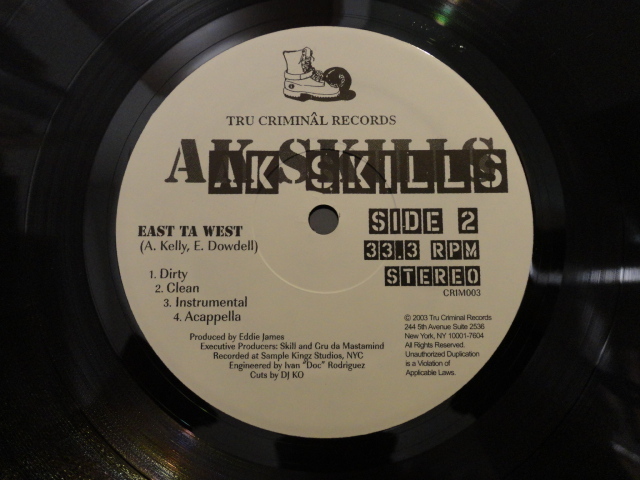 TRU CRIMINÂL RECORDS
AK SKILLS
AK SKILLS
EAST TA WEST
(A. Kelly, E. Dowdell)
1. Dirty
2. Clean
3. Instrumental
4. Acappella
SIDE 2
33.3 RPM
STEREO
CRIM003
Produced by Eddie James
Executive Producers: Skill and Gru da Mastamind
Recorded at Sample Kingz Studios, NYC
Engineered by Ivan "Doc" Rodriguez
Cuts by DJ KO
© 2003 Tru Criminal Records
244 5th Avenue Suite 2536
New York, NY 10001-7604
All Rights Reserved.
Unauthorized Duplication
is a Violation of
Applicable Laws.